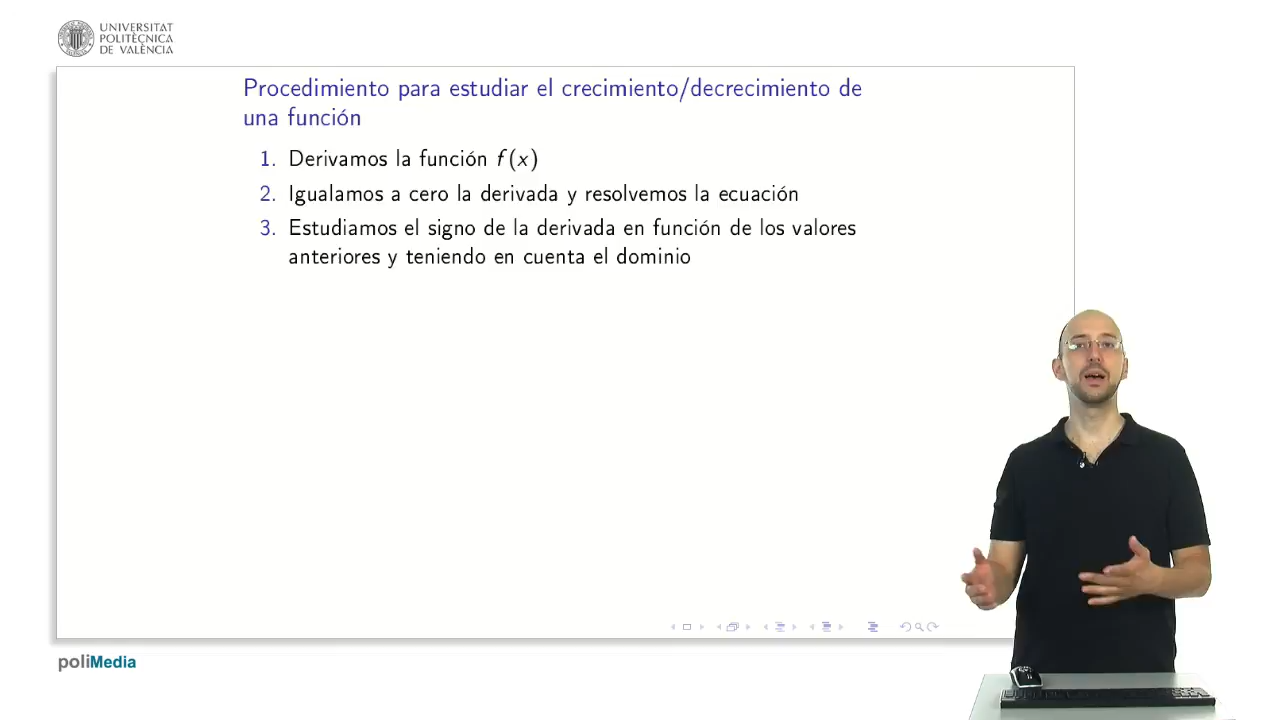 UNIVERSITAT
POLITÈCNICA
DE VALÈNCIA
Procedimiento para estudiar el crecimiento/decrecimiento de
una función
1. Derivamos la función f(x)
2. Igualamos a cero la derivada y resolvemos la ecuación
3. Estudiamos el signo de la derivada en función de los valores
anteriores y teniendo en cuenta el dominio
poliMedia